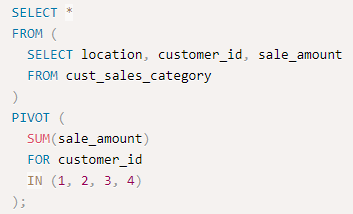 SELECT *
FROM (
  SELECT location, customer_id, sale_amount
  FROM cust_sales_category
)
PIVOT (
  SUM(sale_amount)
  FOR customer_id
  IN (1, 2, 3, 4)
);